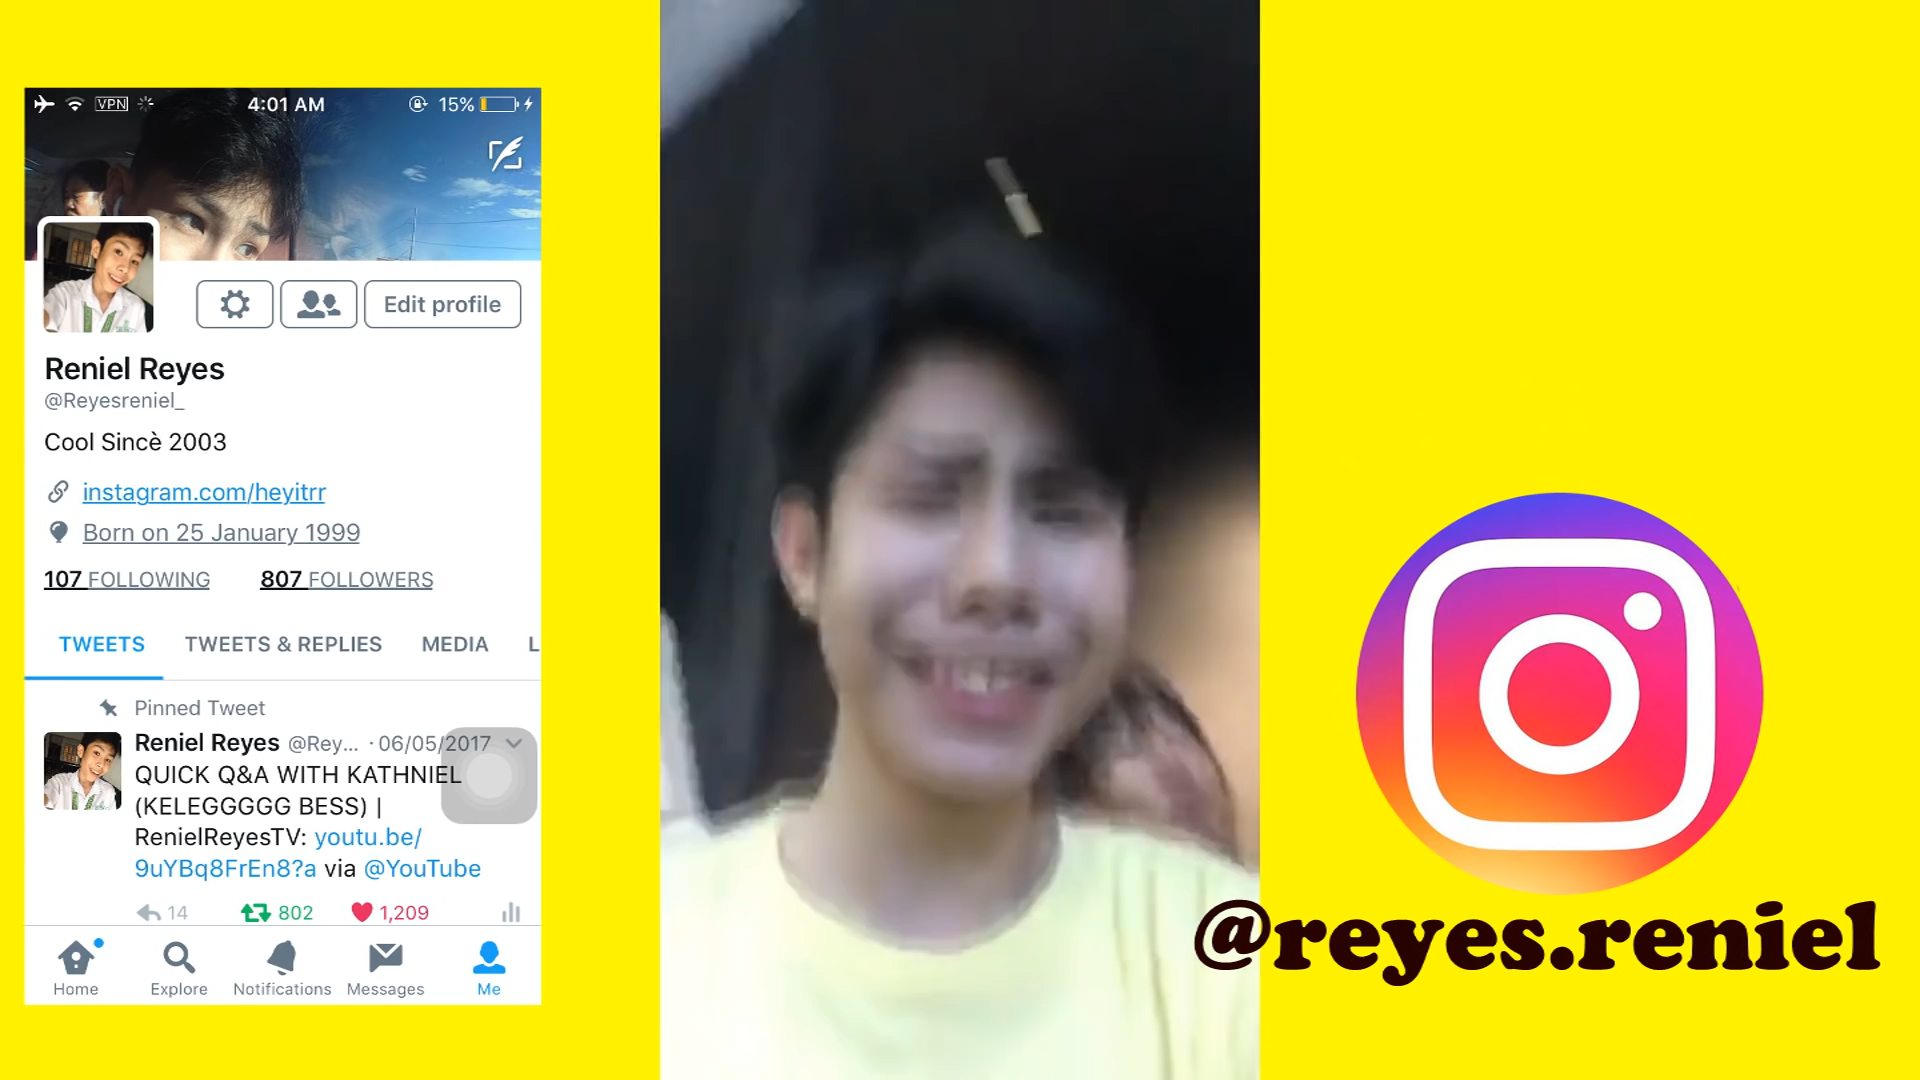 VPN 4:01 AM 15%
Edit profile
Reniel Reyes
@Reyesreniel_
Cool Sincè 2003
instagram.com/heyitrr
Born on 25 January 1999
107 FOLLOWING 807 FOLLOWERS
TWEETS TWEETS & REPLIES MEDIA L
Pinned Tweet
Reniel Reyes @Rey... · 06/05/2017
QUICK Q&A WITH KATHNIEL
(KELEGGGGG BESS) |
RenielReyesTV: youtu.be/
9uYBq8FrEn8?a via @YouTube
14 802 1,209
Home Explore Notifications Messages Me
@reyes.reniel